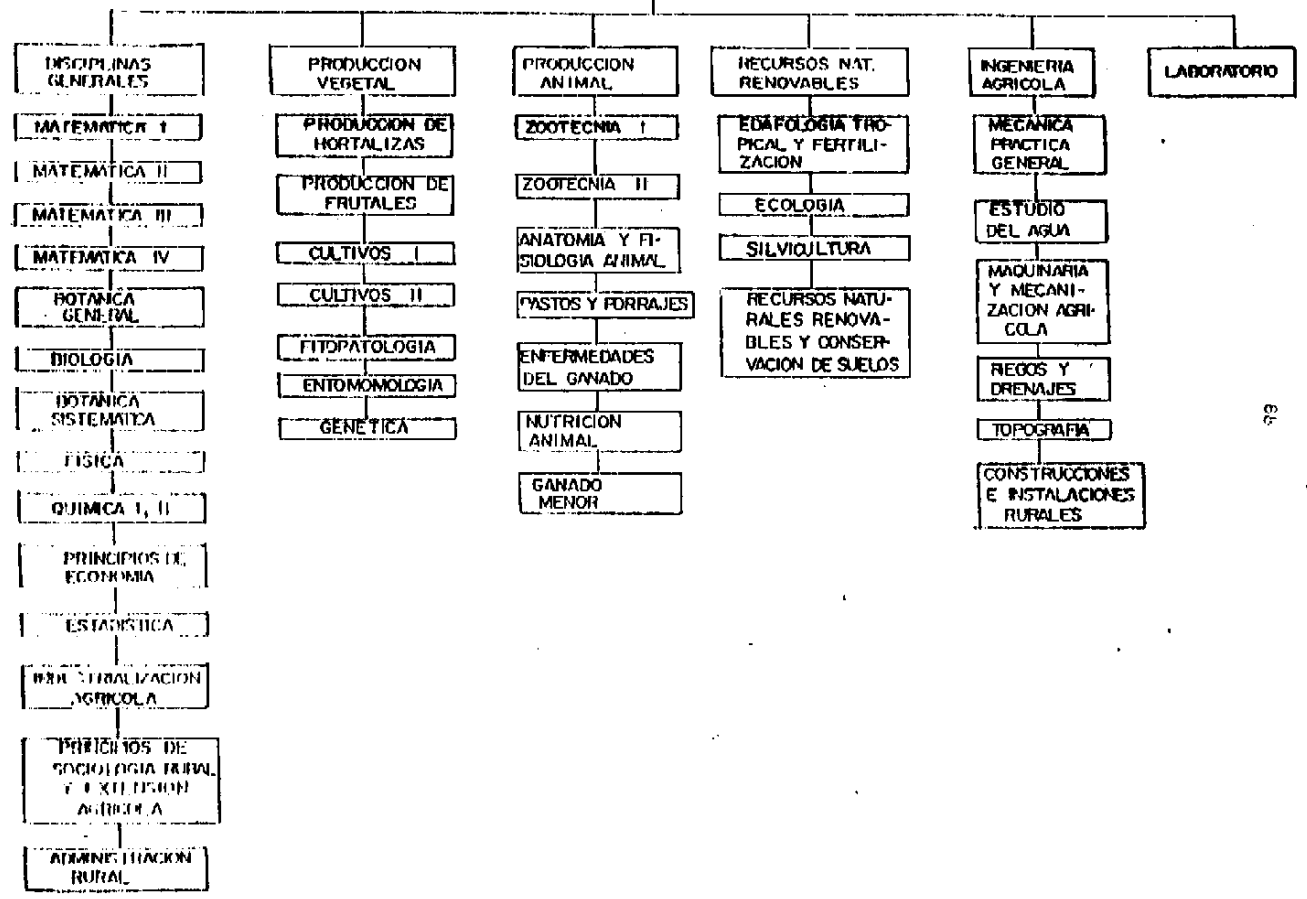 DISCIPLINAS
GENERALES
MATEMATICA I
MATEMATICA II
MATEMATICA III
MATEMATICA IV
BOTANICA
GENERAL
BIOLOGIA
BOTANICA
SISTEMATICA
FISICA
QUIMICA I, II
PRINCIPIOS DE
ECONOMIA
ESTADISTICA
INDUSTRIALIZACION
AGRICOLA
PRINCIPIOS DE
SOCIOLOGIA RURAL
Y EXTENSION
AGRICOLA
ADMINISTRACION
RURAL
PRODUCCION
VEGETAL
PRODUCCION DE
HORTALIZAS
PRODUCCION DE
FRUTALES
CULTIVOS I
CULTIVOS II
FITOPATOLOGIA
ENTOMOMOLOGIA
GENETICA
PRODUCCION
ANIMAL
ZOOTECNIA I
ZOOTECNIA II
ANATOMIA Y FI-
SIOLOGIA ANIMAL
PASTOS Y FORRAJES
ENFERMEDADES
DEL GANADO
NUTRICION
ANIMAL
GANADO
MENOR
RECURSOS NAT.
RENOVABLES
EDAFOLOGIA TRO-
PICAL Y FERTILI-
ZACION
ECOLOGIA
SILVICULTURA
RECURSOS NATU-
RALES RENOVA-
BLES Y CONSER-
VACION DE SUELOS
INGENIERIA
AGRICOLA
MECANICA
PRACTICA
GENERAL
ESTUDIO
DEL AGUA
MAQUINARIA
Y MECANI-
ZACION AGRI-
COLA
RIEGOS Y
DRENAJES
TOPOGRAFIA
CONSTRUCCIONES
E INSTALACIONES
RURALES
LABORATORIO